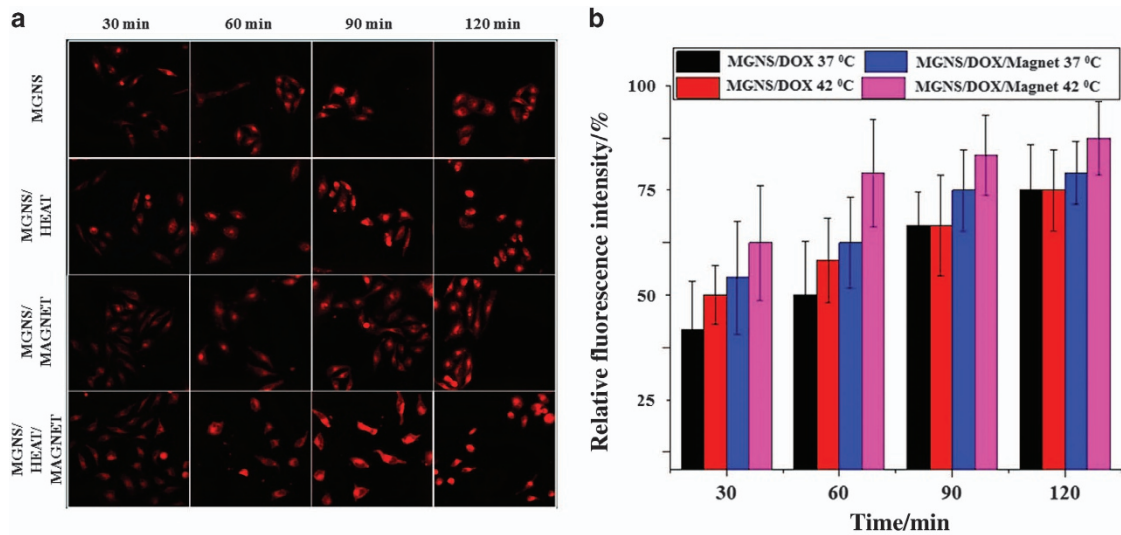 a
30 min 60 min 90 min 120 min
MGNS
MGNS/
HEAT
MGNS/
MAGNET
MGNS/
HEAT/
MAGNET
b
MGNS/DOX 37 ⁰C MGNS/DOX/Magnet 37 ⁰C
MGNS/DOX 42 ⁰C MGNS/DOX/Magnet 42 ⁰C
Relative fluorescence intensity/%
100
75
50
25
30 60 90 120
Time/min